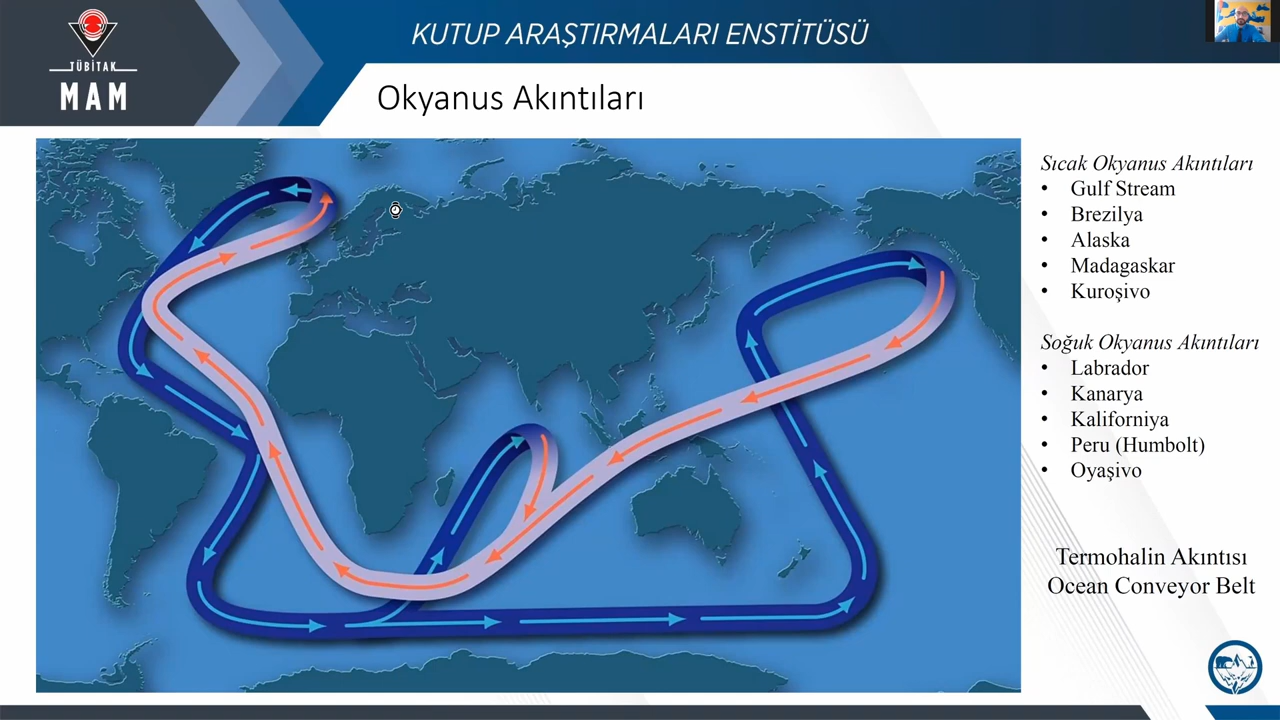 TÜBİTAK
MAM
KUTUP ARAŞTIRMALARI ENSTİTÜSÜ
Okyanus Akıntıları
Sıcak Okyanus Akıntıları
• Gulf Stream
• Brezilya
• Alaska
• Madagaskar
• Kuroşivo
Soğuk Okyanus Akıntıları
• Labrador
• Kanarya
• Kaliforniya
• Peru (Humbolt)
• Oyaşivo
Termohalin Akıntısı
Ocean Conveyor Belt